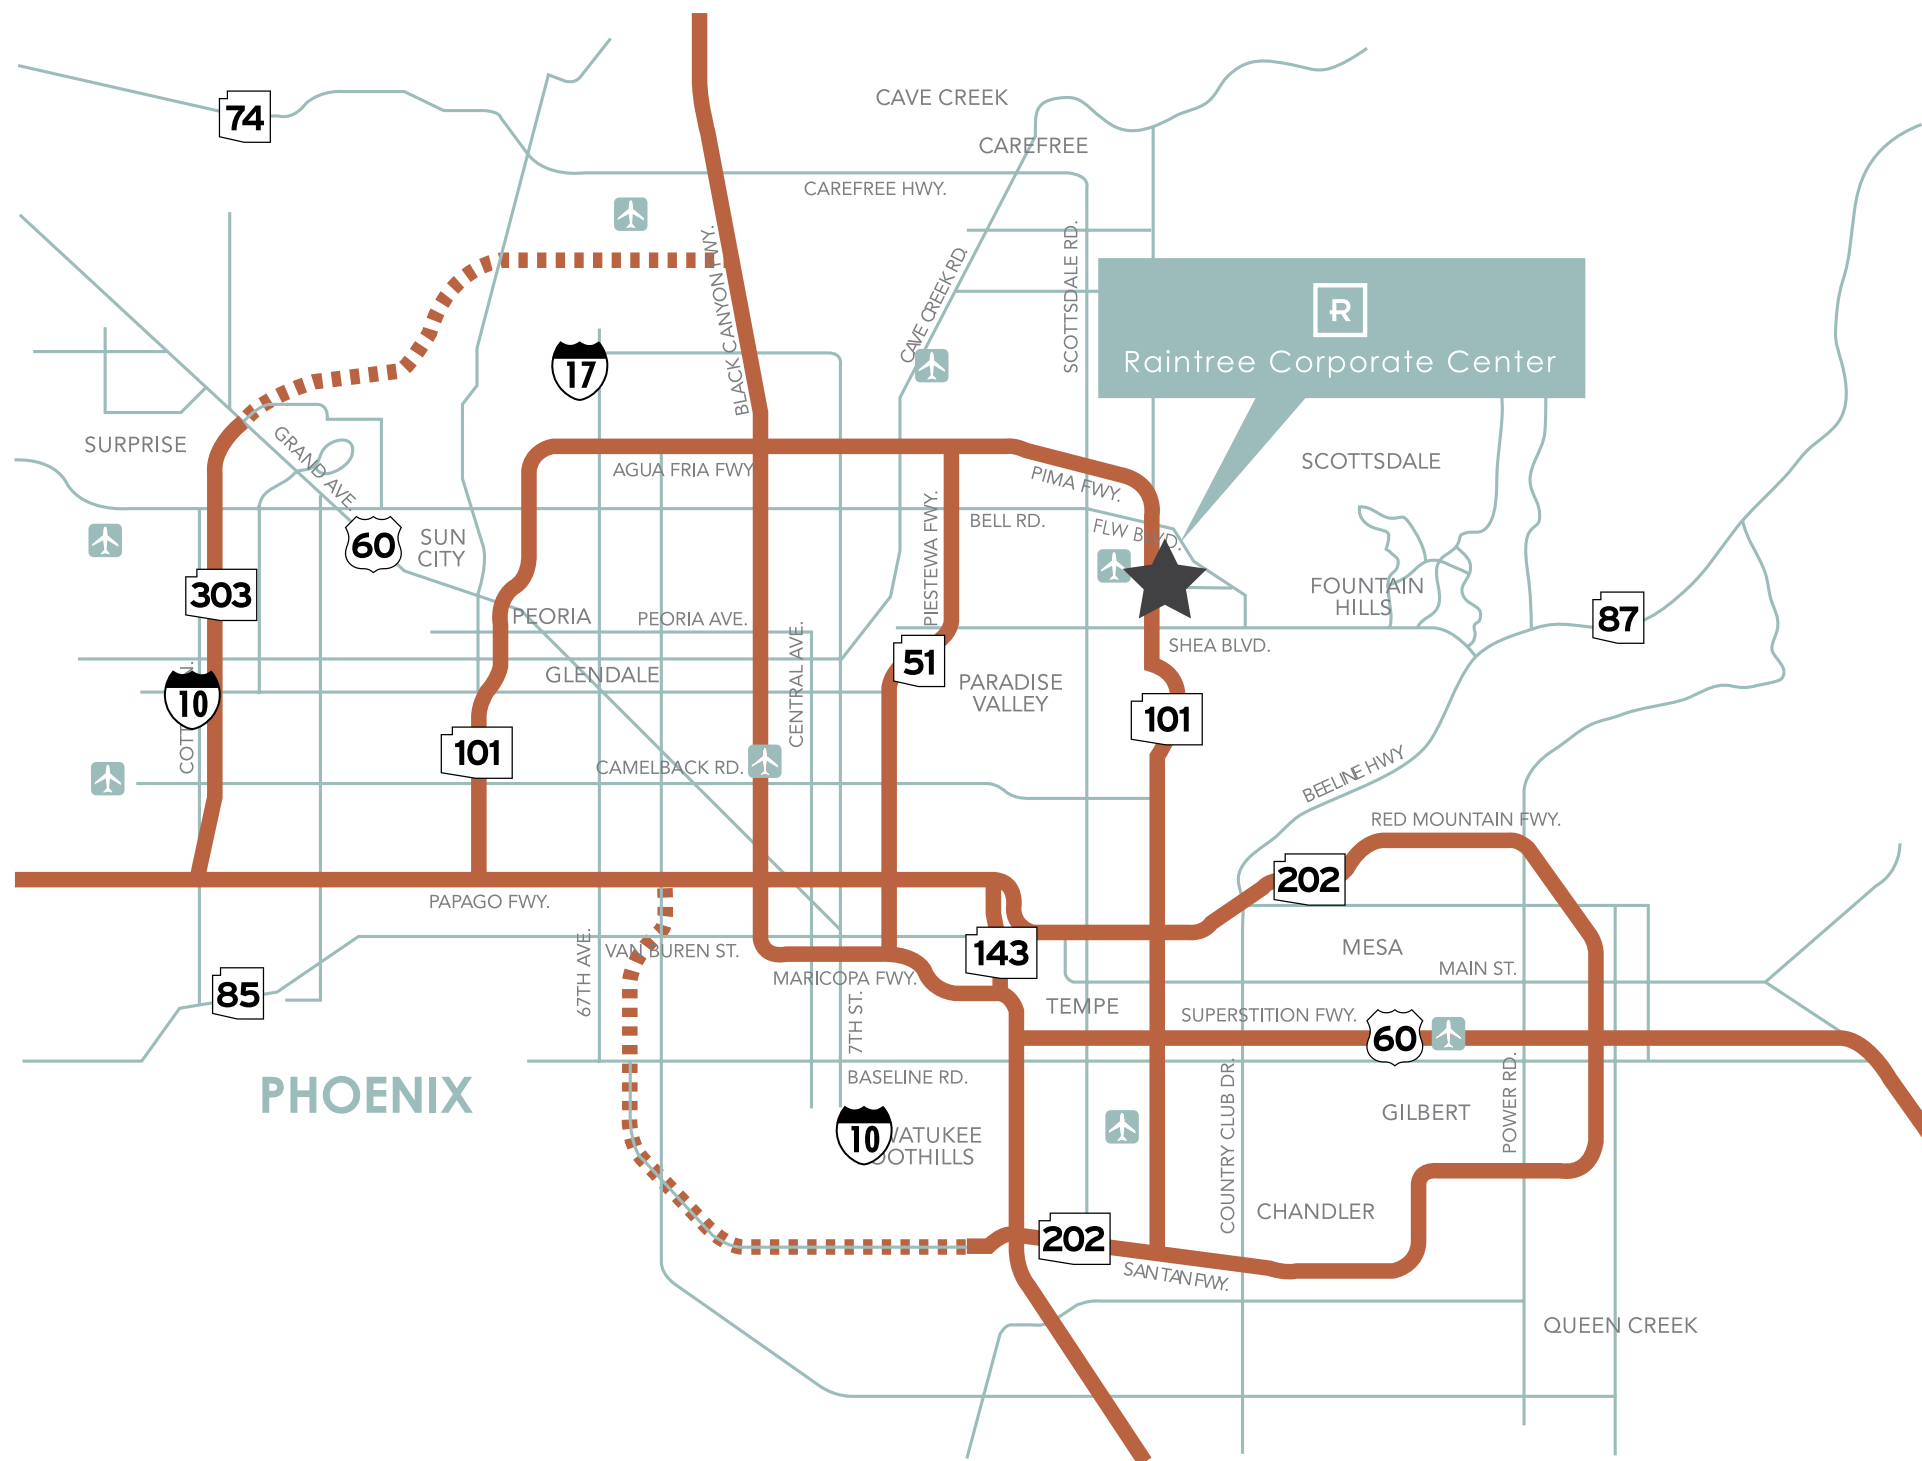 CAVE CREEK
74
CAREFREE
CAREFREE HWY.
BLACK CANYON FWY.
CAVE CREEK RD.
SCOTTSDALE RD.
R
Raintree Corporate Center
17
SURPRISE
GRAND AVE.
AGUA FRIA FWY
PIMA FWY.
SCOTTSDALE
BELL RD.
PIESTEWA FWY.
FLW BLVD.
60
SUN
CITY
303
FOUNTAIN
HILLS
87
PEORIA
PEORIA AVE.
CENTRAL AVE.
SHEA BLVD.
51
GLENDALE
PARADISE
VALLEY
10
101
101
CAMELBACK RD.
BEELINE HWY
RED MOUNTAIN FWY.
202
PAPAGO FWY.
67TH AVE.
VAN BUREN ST.
143
MESA
MAIN ST.
MARICOPA FWY.
85
7TH ST.
TEMPE
SUPERSTITION FWY.
60
BASELINE RD.
PHOENIX
COUNTRY CLUB DR.
GILBERT
POWER RD.
10
CHANDLER
202
SAN TAN FWY.
QUEEN CREEK